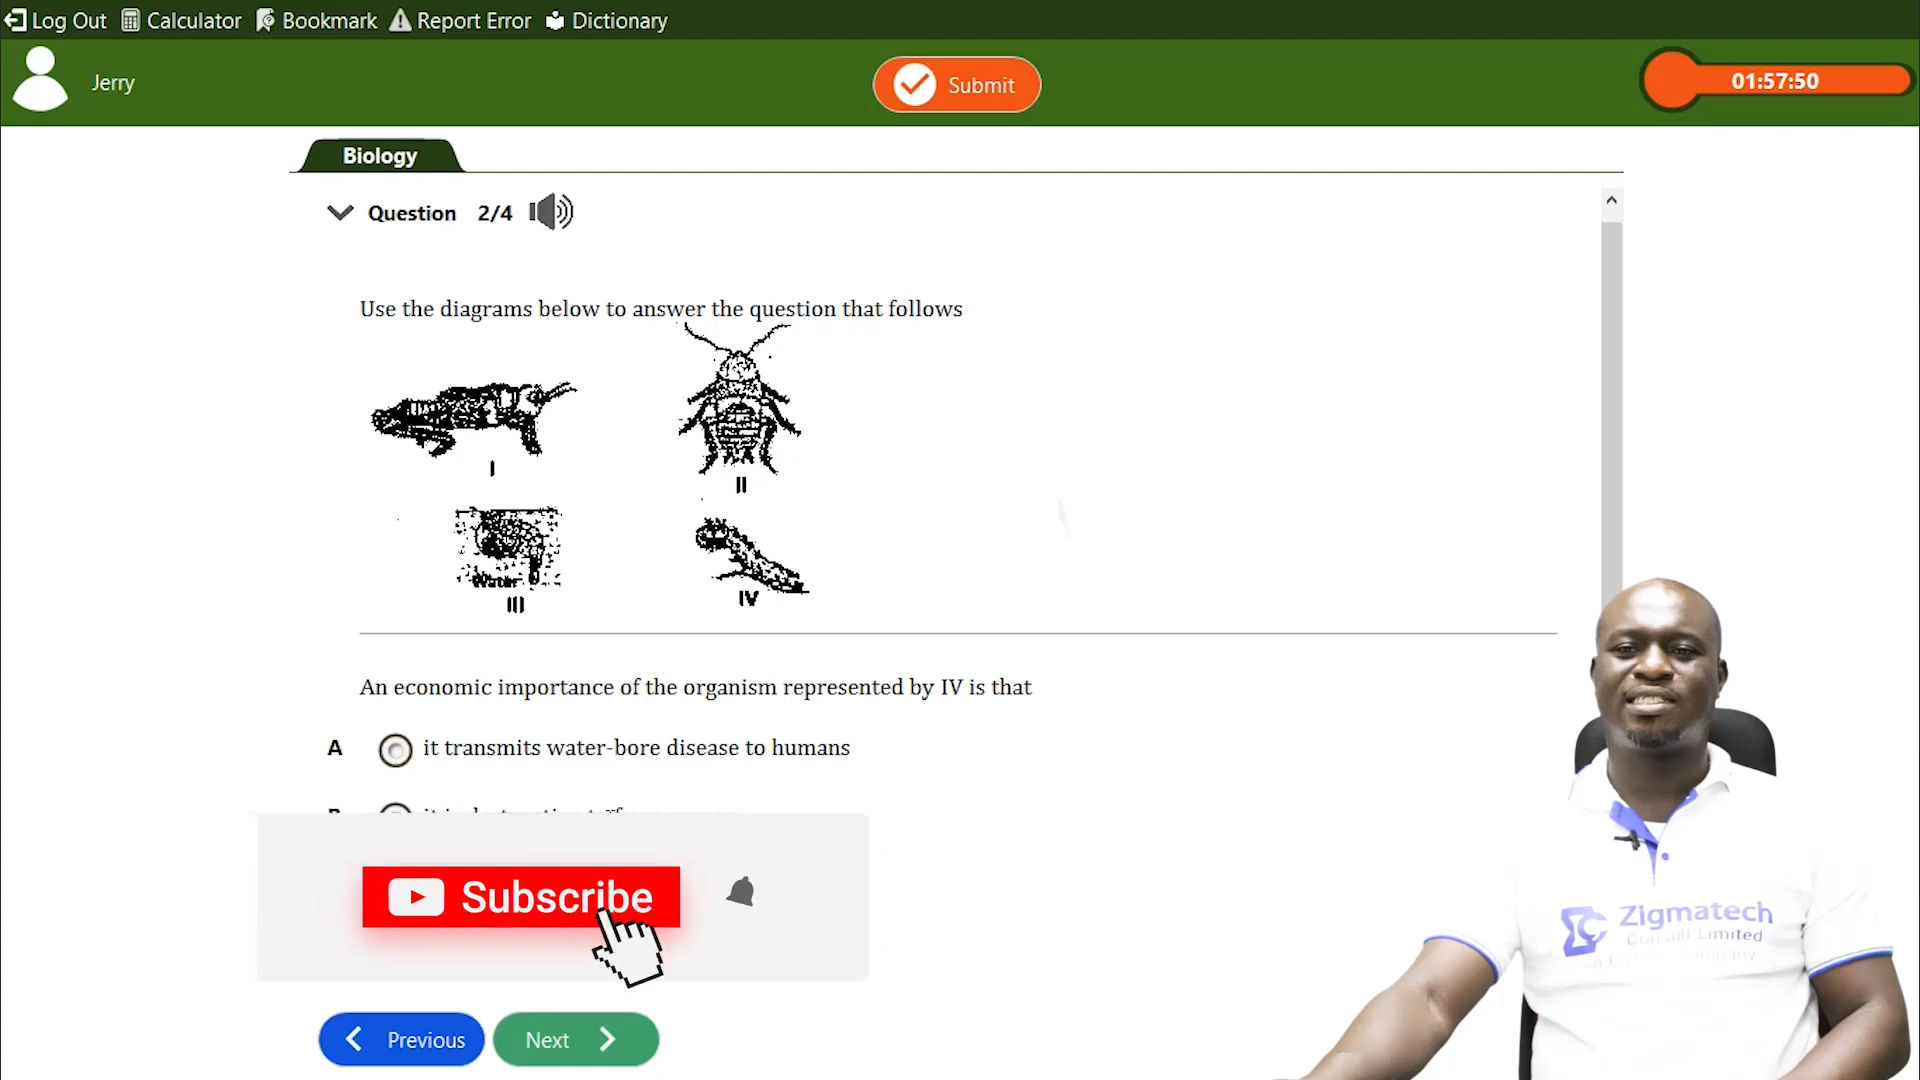 Log Out Calculator Bookmark Report Error Dictionary
Jerry
Submit
01:57:50
Biology
Question 2/4
Use the diagrams below to answer the question that follows
I
II
Water
III
IV
An economic importance of the organism represented by IV is that
A it transmits water-bore disease to humans
Subscribe
Zigmatech
Consult Limited
Previous Next